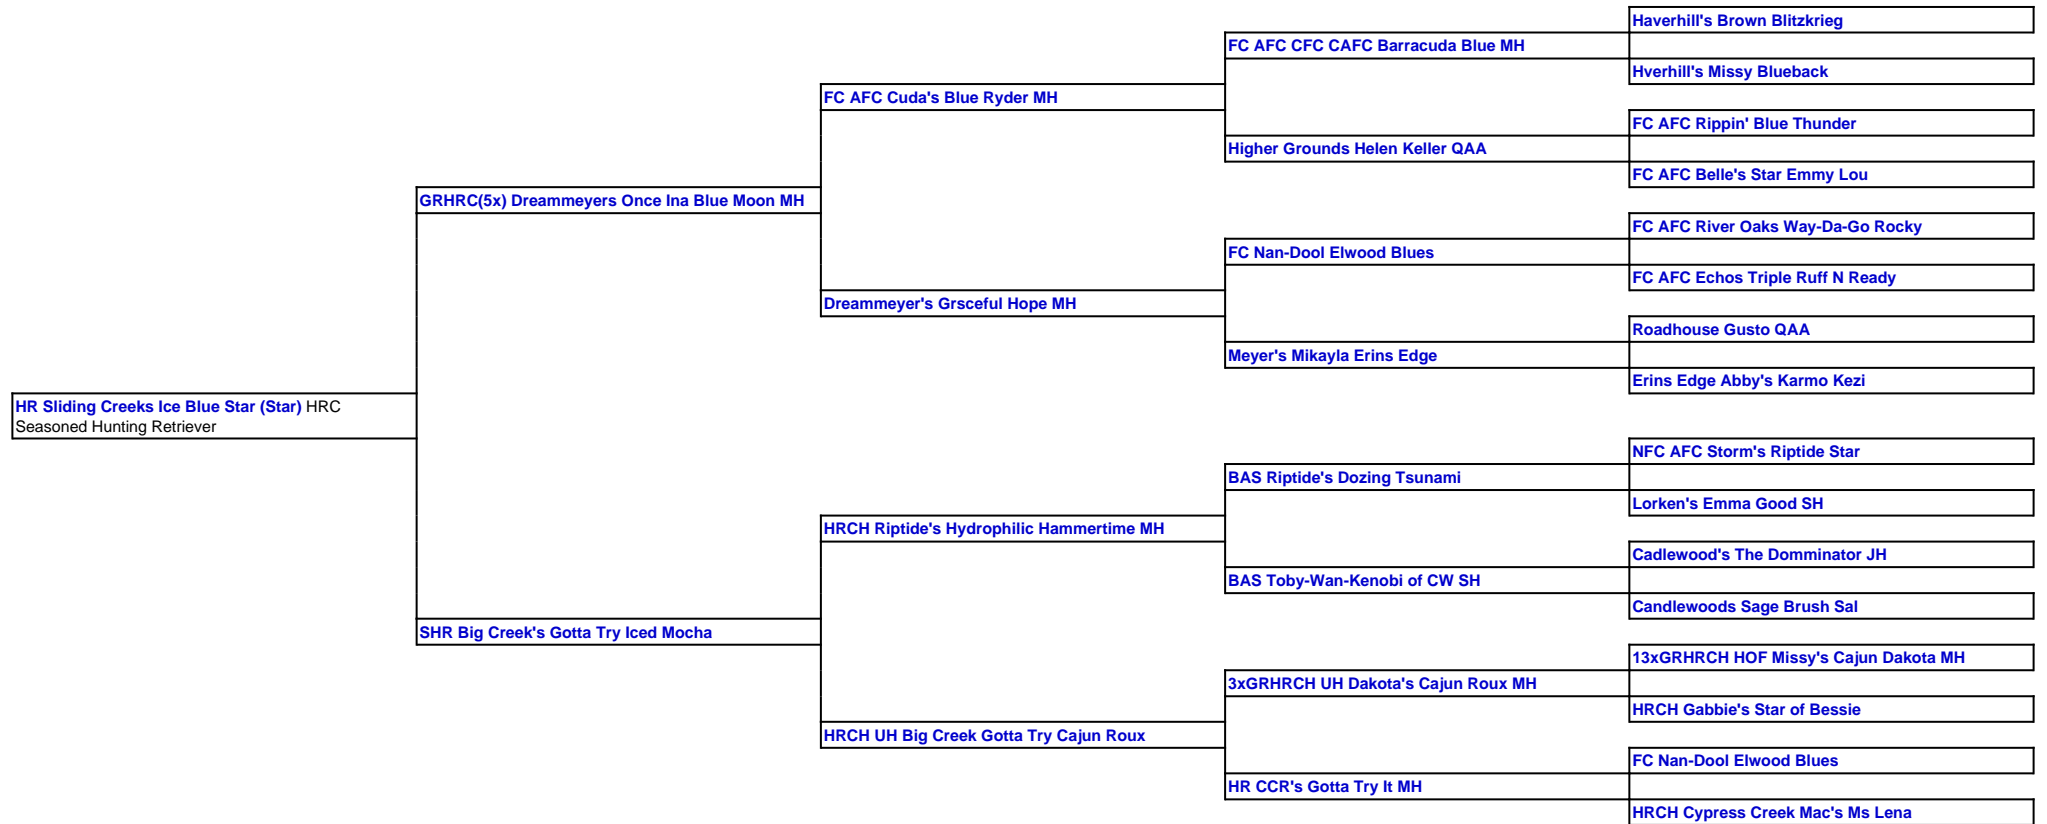 Haverhill's Brown Blitzkrieg
FC AFC CFC CAFC Barracuda Blue MH
Hverhill's Missy Blueback
FC AFC Cuda's Blue Ryder MH
FC AFC Rippin' Blue Thunder
Higher Grounds Helen Keller QAA
FC AFC Belle's Star Emmy Lou
GRHRC(5x) Dreammeyers Once Ina Blue Moon MH
FC AFC River Oaks Way-Da-Go Rocky
FC Nan-Dool Elwood Blues
FC AFC Echos Triple Ruff N Ready
Dreammeyer's Grsceful Hope MH
Roadhouse Gusto QAA
Meyer's Mikayla Erins Edge
Erins Edge Abby's Karmo Kezi
HR Sliding Creeks Ice Blue Star (Star) HRC
Seasoned Hunting Retriever
NFC AFC Storm's Riptide Star
BAS Riptide's Dozing Tsunami
Lorken's Emma Good SH
HRCH Riptide's Hydrophilic Hammertime MH
Cadlewood's The Domminator JH
BAS Toby-Wan-Kenobi of CW SH
Candlewoods Sage Brush Sal
SHR Big Creek's Gotta Try Iced Mocha
13xGRHRCH HOF Missy's Cajun Dakota MH
3xGRHRCH UH Dakota's Cajun Roux MH
HRCH Gabbie's Star of Bessie
HRCH UH Big Creek Gotta Try Cajun Roux
FC Nan-Dool Elwood Blues
HR CCR's Gotta Try It MH
HRCH Cypress Creek Mac's Ms Lena